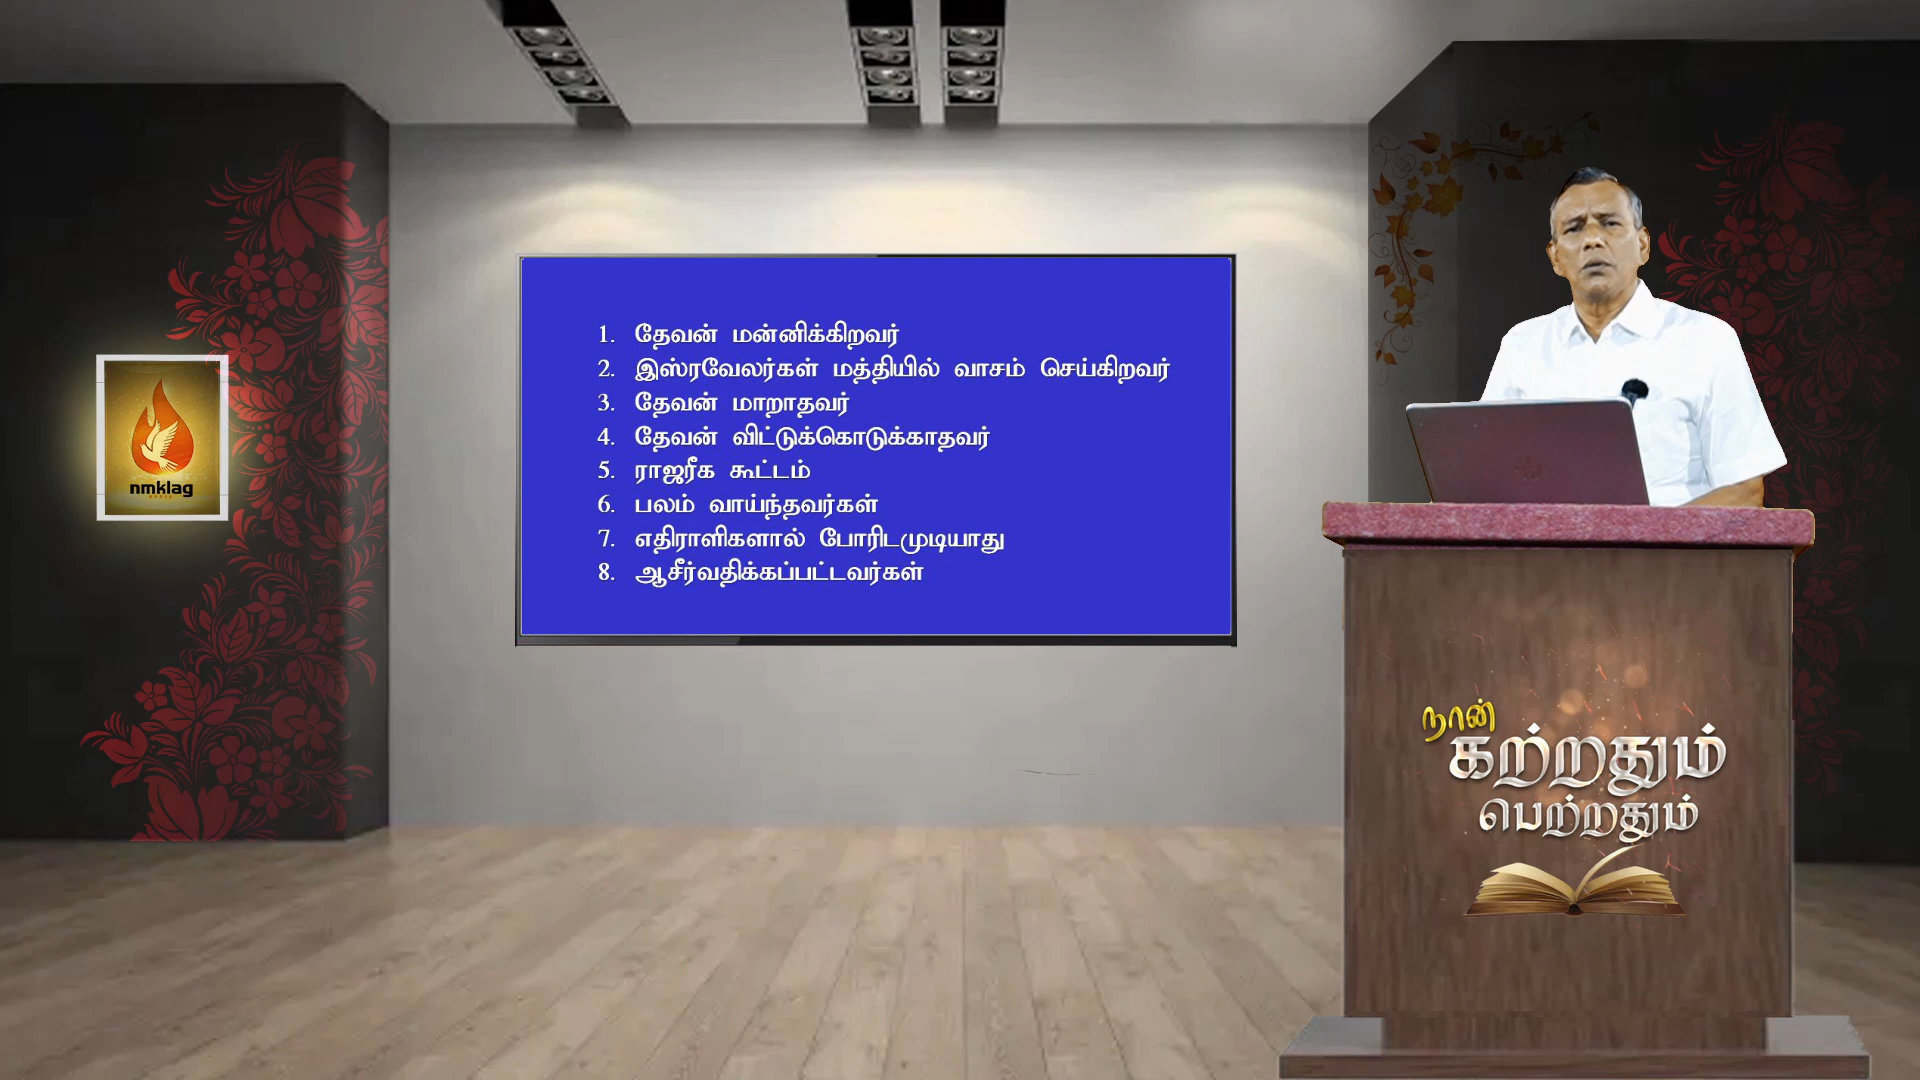 1. தேவன் மன்னிக்கிறவர்
2. இஸ்ரவேலர்கள் மத்தியில் வாசம் செய்கிறவர்
3. தேவன் மாறாதவர்
4. தேவன் விட்டுக்கொடுக்காதவர்
5. ராஜரீக கூட்டம்
6. பலம் வாய்ந்தவர்கள்
7. எதிராளிகளால் போரிடமுடியாது
8. ஆசீர்வதிக்கப்பட்டவர்கள்
nmklag
நான்
கற்றதும்
பெற்றதும்